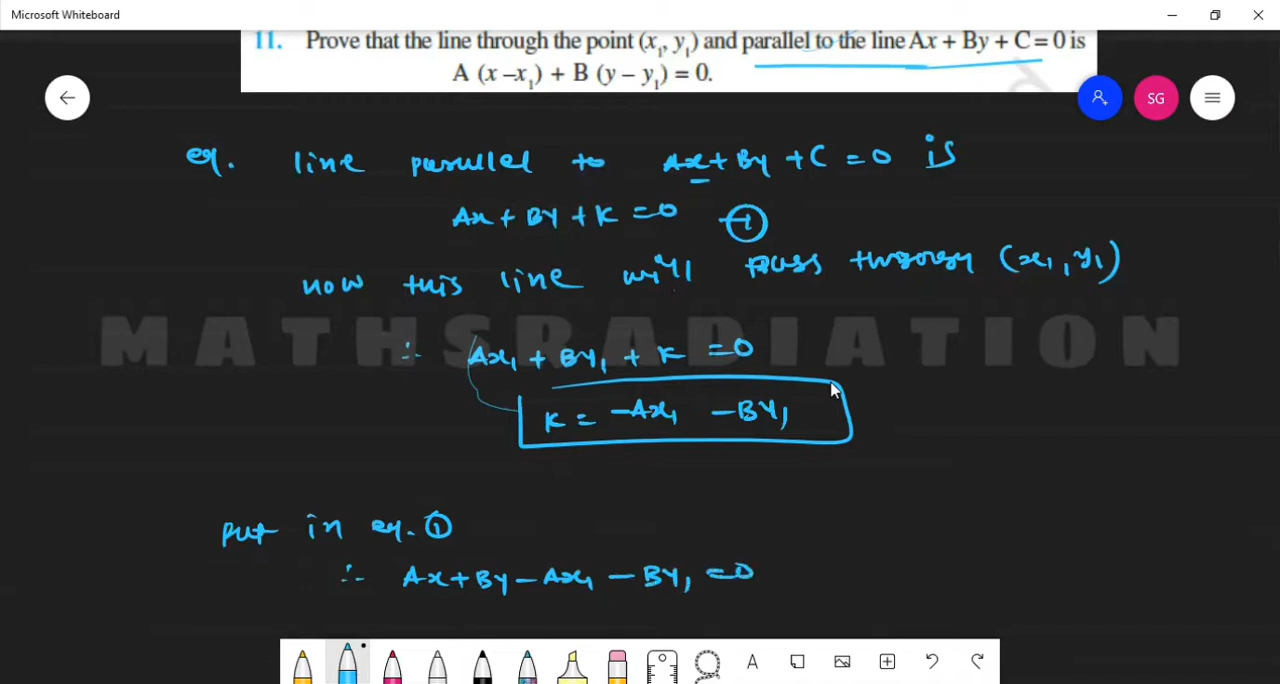 Microsoft Whiteboard
11. Prove that the line through the point (x₁, y₁) and parallel to the line Ax + By + C = 0 is
A (x –x₁) + B (y – y₁) = 0.
SG
eq. line parallel to Ax + By + C = 0 is
Ax + By + K = 0 ①
now this line will pass through (x₁, y₁)
MATHSRADIATION
∴ Ax₁ + By₁ + K = 0
K = -Ax₁ - By₁
put in eq. ①
∴ Ax + By - Ax₁ - By₁ = 0
A